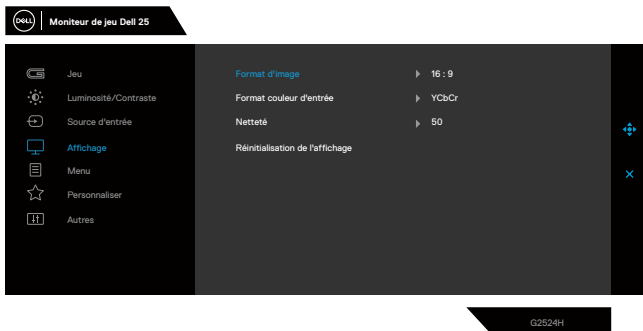 DELL
Moniteur de jeu Dell 25
Jeu
Luminosité/Contraste
Source d'entrée
Affichage
Menu
Personnaliser
Autres
Format d'image 16 : 9
Format couleur d'entrée YCbCr
Netteté 50
Réinitialisation de l'affichage
G2524H